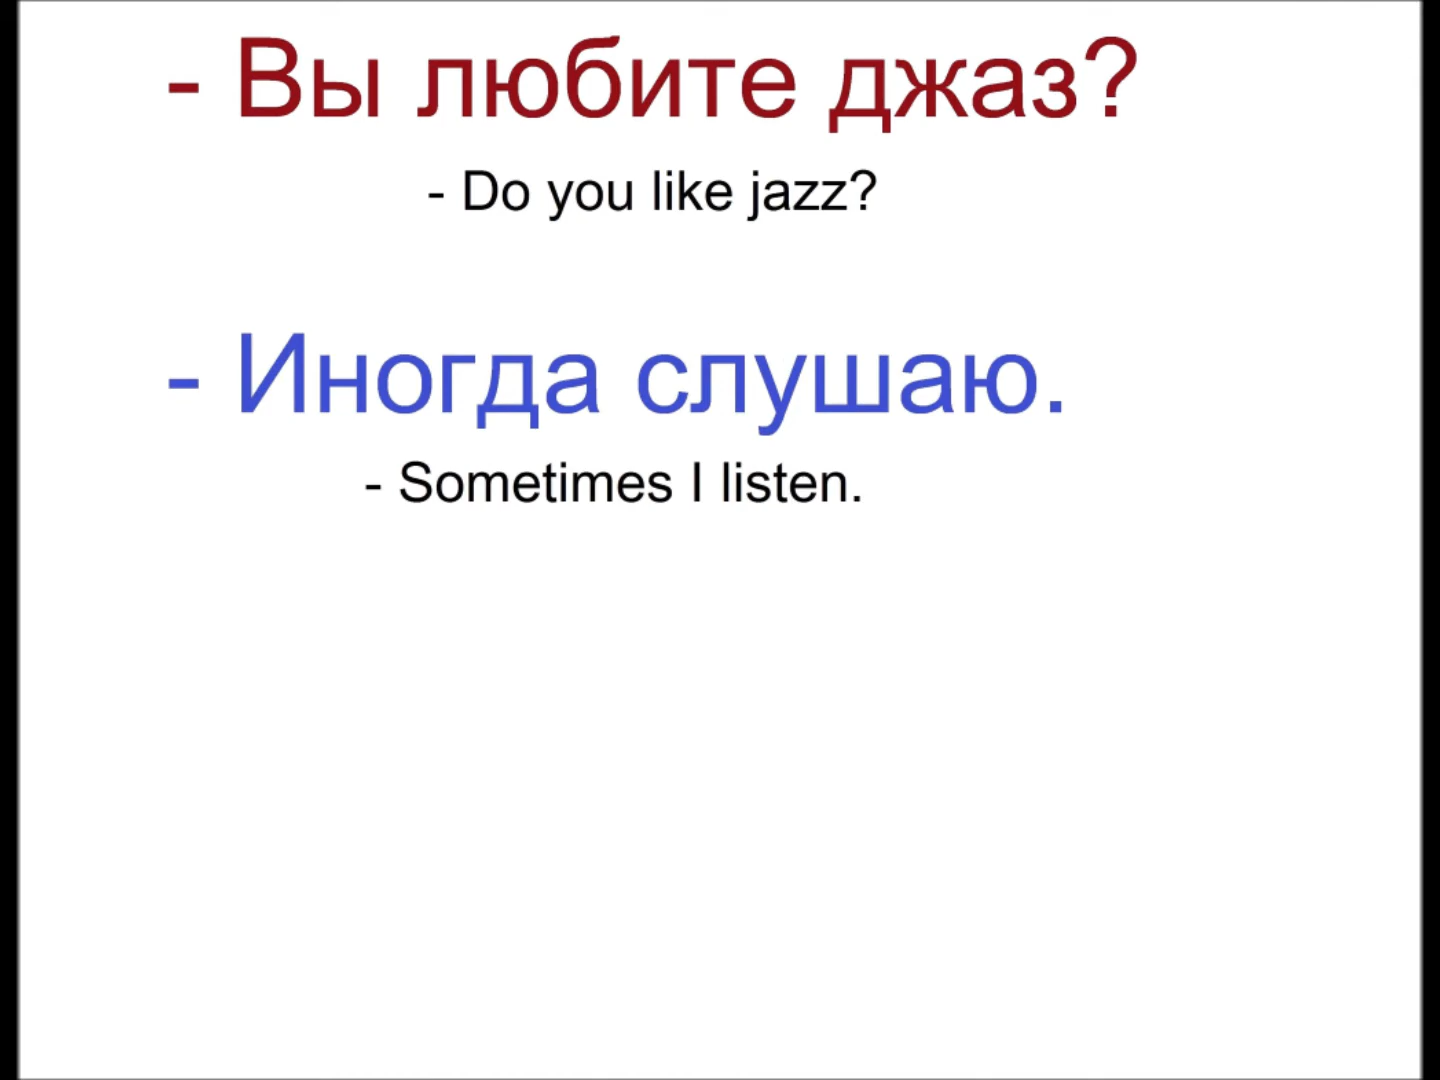 - Вы любите джаз?
- Do you like jazz?
- Иногда слушаю.
- Sometimes I listen.